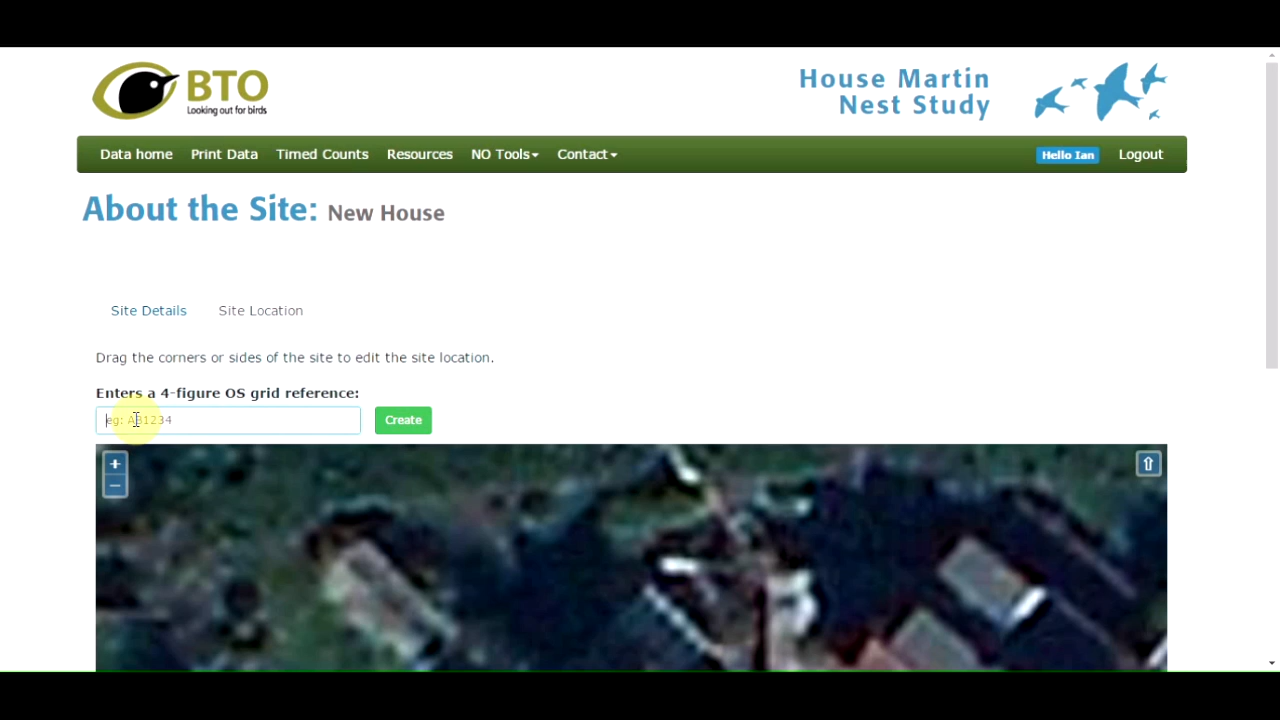 BTO
Looking out for birds
House Martin
Nest Study
Data home Print Data Timed Counts Resources NO Tools Contact Hello Ian Logout
About the Site: New House
Site Details Site Location
Drag the corners or sides of the site to edit the site location.
Enters a 4-figure OS grid reference:
eg: AB1234 Create
+
−